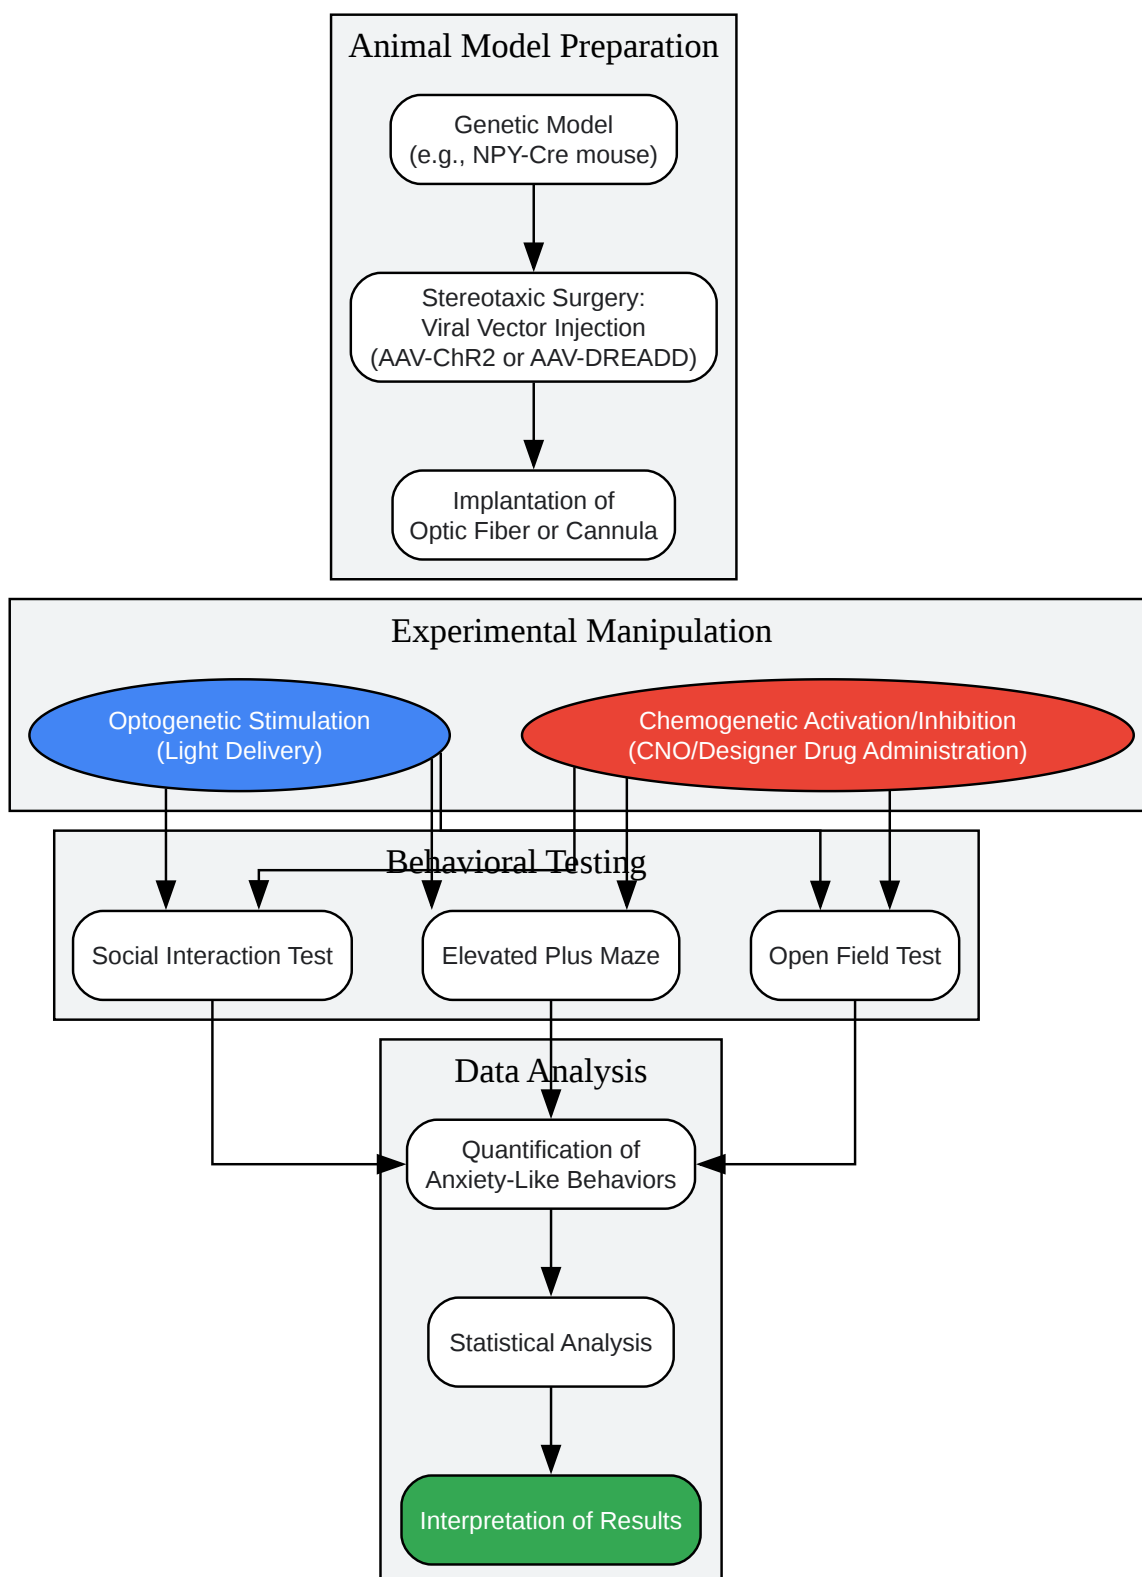 Animal Model Preparation
Genetic Model
(e.g., NPY-Cre mouse)
Stereotaxic Surgery:
Viral Vector Injection
(AAV-ChR2 or AAV-DREADD)
Implantation of
Optic Fiber or Cannula
Experimental Manipulation
Optogenetic Stimulation
(Light Delivery)
Chemogenetic Activation/Inhibition
(CNO/Designer Drug Administration)
Behavioral Testing
Social Interaction Test
Elevated Plus Maze
Open Field Test
Data Analysis
Quantification of
Anxiety-Like Behaviors
Statistical Analysis
Interpretation of Results